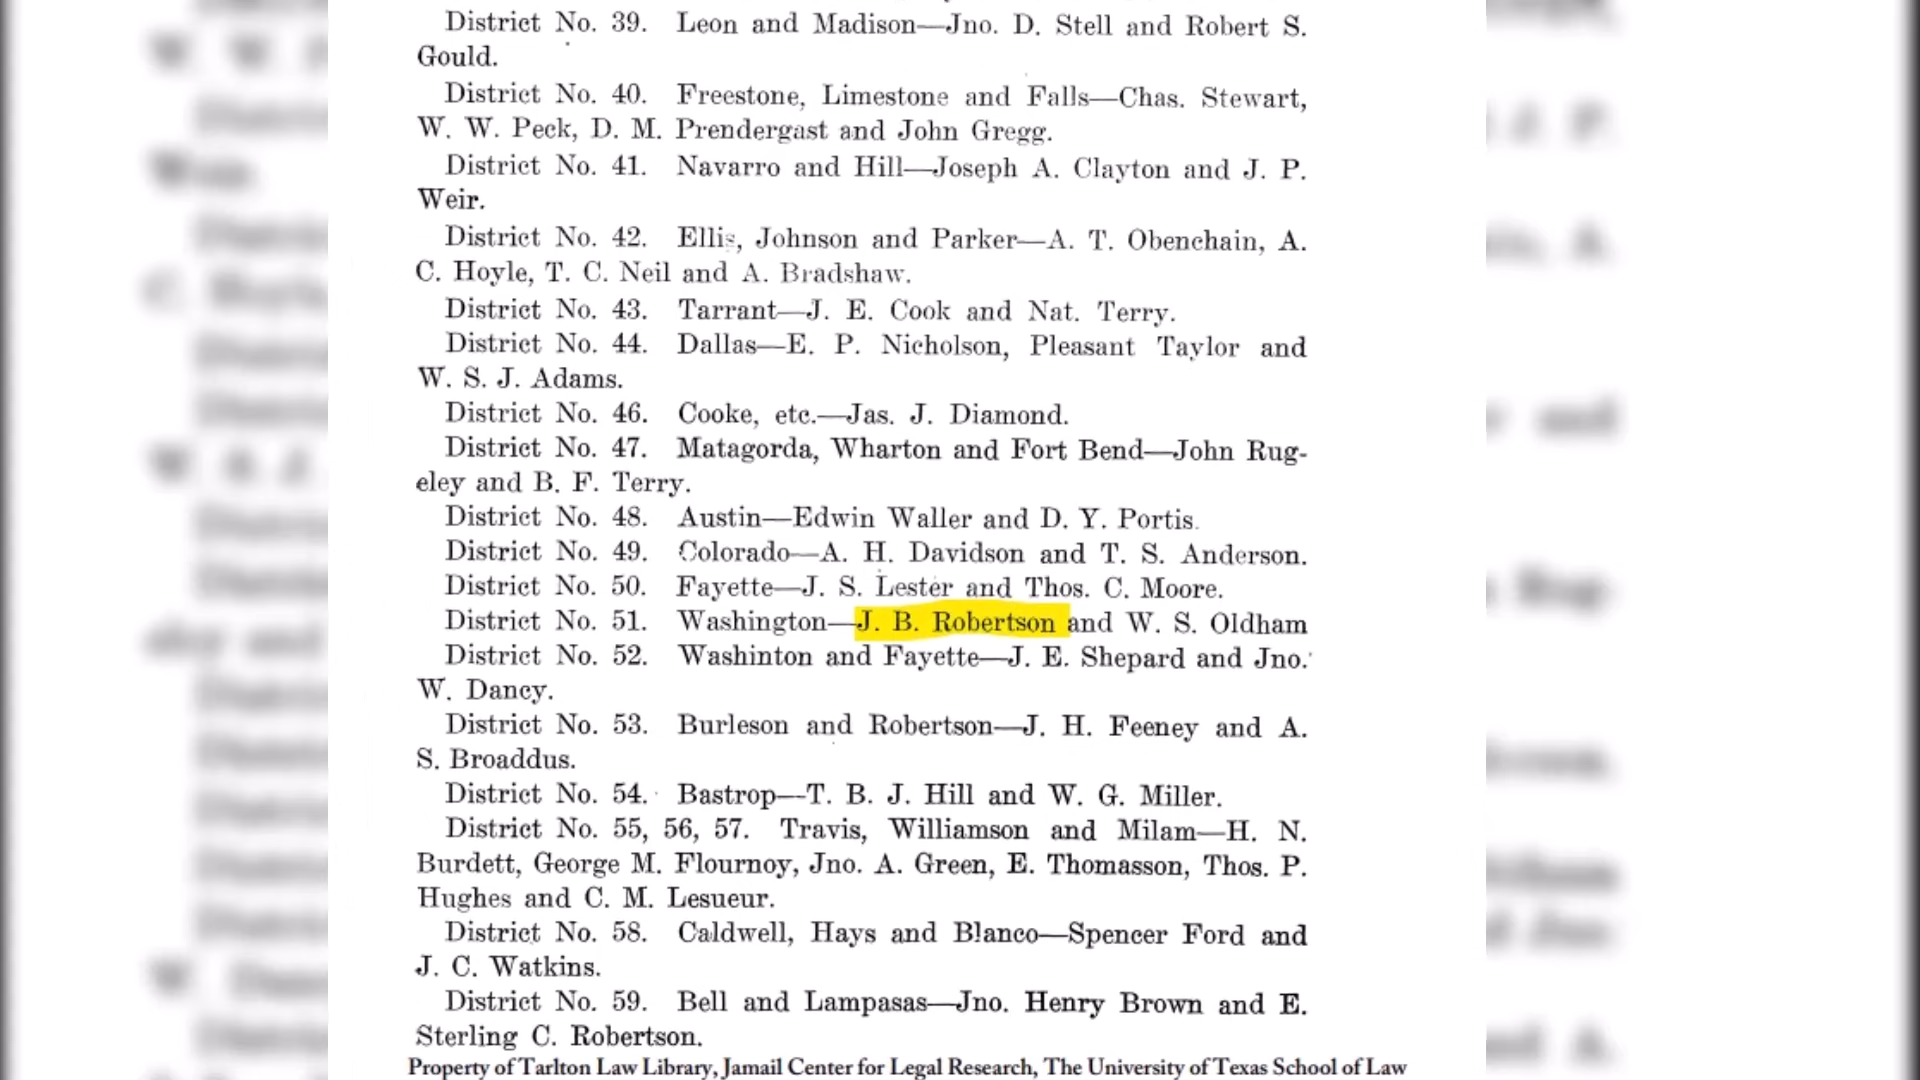 District No. 39. Leon and Madison—Jno. D. Stell and Robert S.
Gould.
District No. 40. Freestone, Limestone and Falls—Chas. Stewart,
W. W. Peck, D. M. Prendergast and John Gregg.
District No. 41. Navarro and Hill—Joseph A. Clayton and J. P.
Weir.
District No. 42. Ellis, Johnson and Parker—A. T. Obenchain, A.
C. Hoyle, T. C. Neil and A. Bradshaw.
District No. 43. Tarrant—J. E. Cook and Nat. Terry.
District No. 44. Dallas—E. P. Nicholson, Pleasant Taylor and
W. S. J. Adams.
District No. 46. Cooke, etc.—Jas. J. Diamond.
District No. 47. Matagorda, Wharton and Fort Bend—John Rug-
eley and B. F. Terry.
District No. 48. Austin—Edwin Waller and D. Y. Portis.
District No. 49. Colorado—A. H. Davidson and T. S. Anderson.
District No. 50. Fayette—J. S. Lester and Thos. C. Moore.
District No. 51. Washington—J. B. Robertson and W. S. Oldham
District No. 52. Washinton and Fayette—J. E. Shepard and Jno.
W. Dancy.
District No. 53. Burleson and Robertson—J. H. Feeney and A.
S. Broaddus.
District No. 54. Bastrop—T. B. J. Hill and W. G. Miller.
District No. 55, 56, 57. Travis, Williamson and Milam—H. N.
Burdett, George M. Flournoy, Jno. A. Green, E. Thomasson, Thos. P.
Hughes and C. M. Lesueur.
District No. 58. Caldwell, Hays and Blanco—Spencer Ford and
J. C. Watkins.
District No. 59. Bell and Lampasas—Jno. Henry Brown and E.
Sterling C. Robertson.
Property of Tarlton Law Library, Jamail Center for Legal Research, The University of Texas School of Law